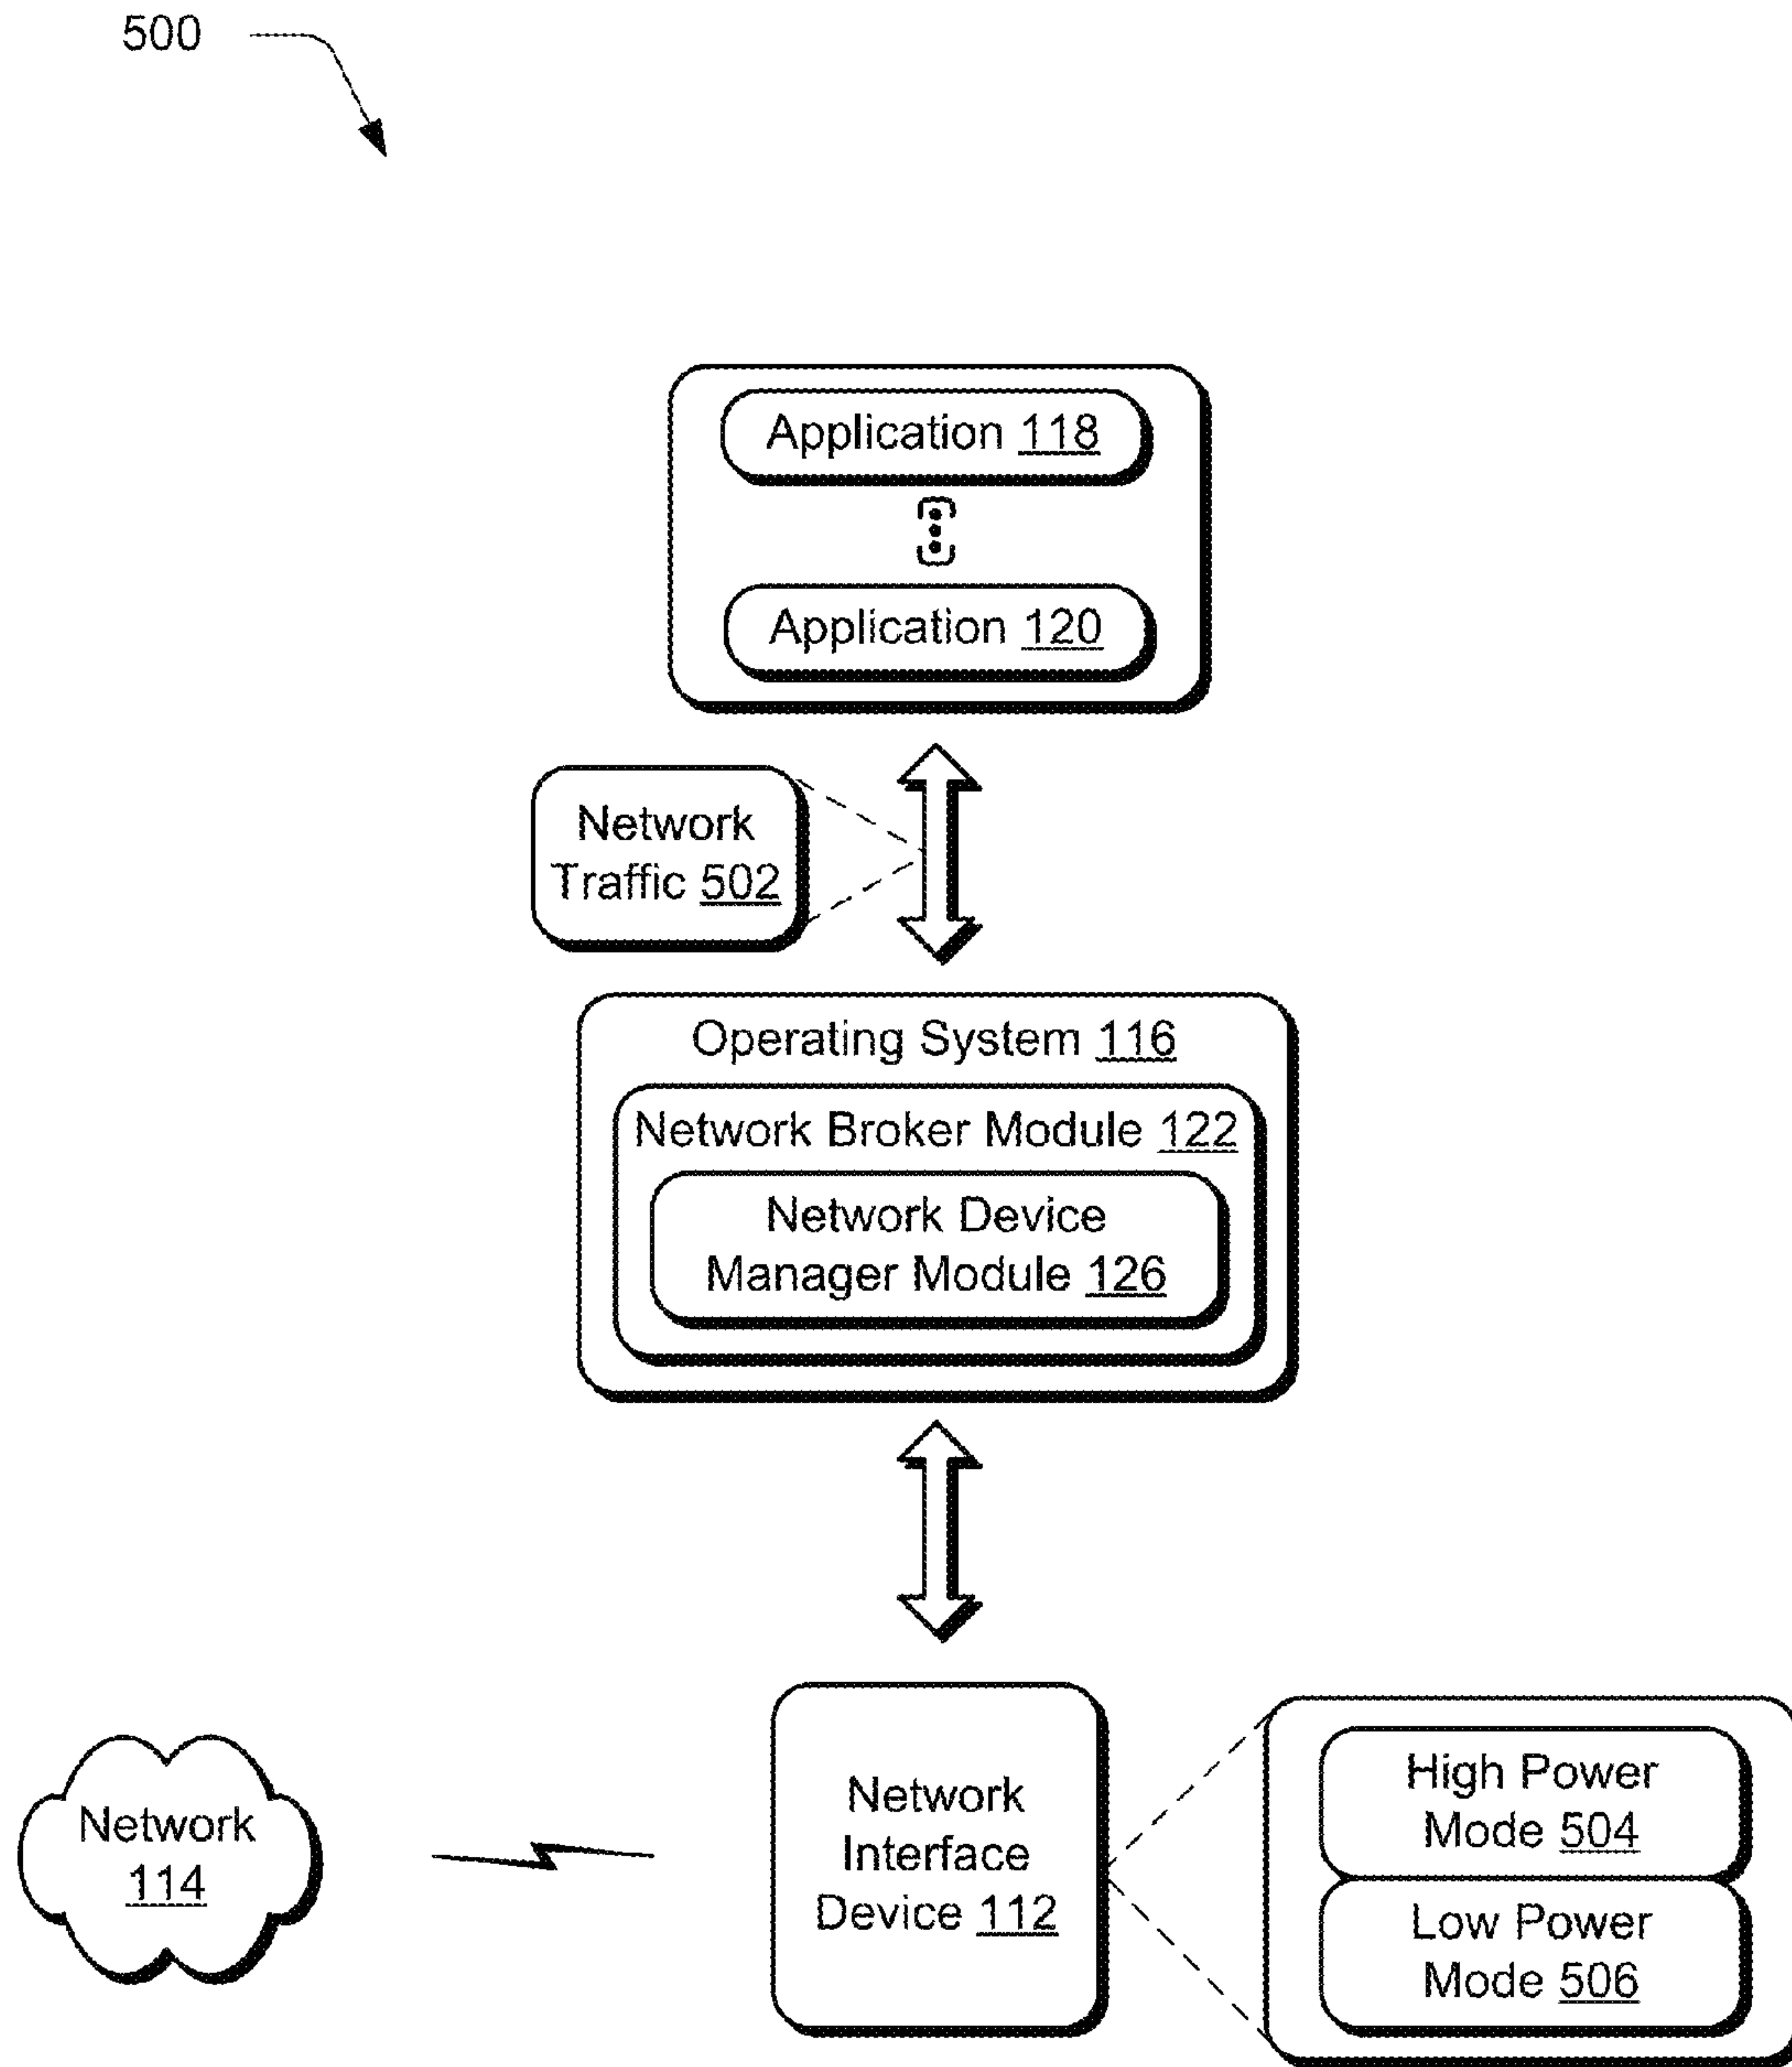 500
Application 118
Application 120
Network
Traffic 502
Operating System 116
Network Broker Module 122
Network Device
Manager Module 126
Network
114
Network
Interface
Device 112
High Power
Mode 504
Low Power
Mode 506